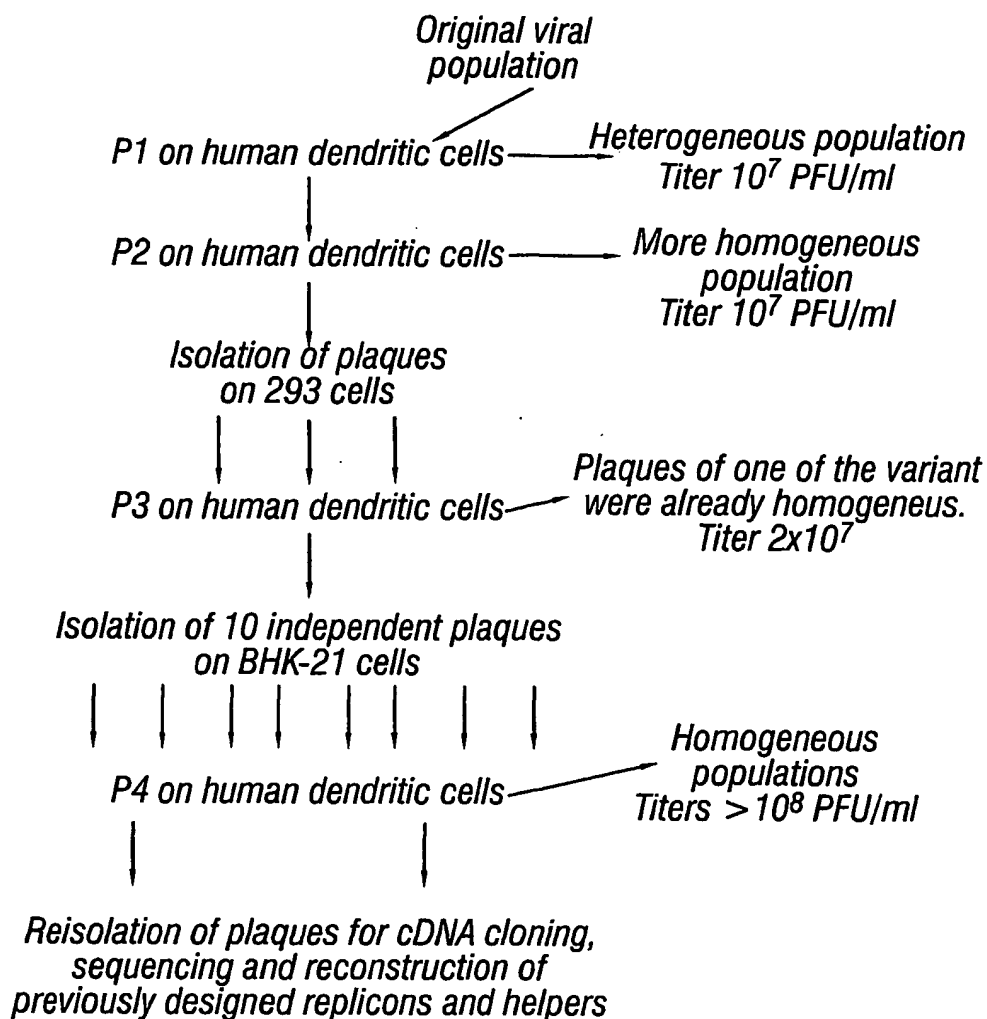 Original viral
population
P1 on human dendritic cells
Heterogeneous population
Titer 10⁷ PFU/ml
P2 on human dendritic cells
More homogeneous
population
Titer 10⁷ PFU/ml
Isolation of plaques
on 293 cells
P3 on human dendritic cells
Plaques of one of the variant
were already homogeneus.
Titer 2x10⁷
Isolation of 10 independent plaques
on BHK-21 cells
P4 on human dendritic cells
Homogeneous
populations
Titers > 10⁸ PFU/ml
Reisolation of plaques for cDNA cloning,
sequencing and reconstruction of
previously designed replicons and helpers